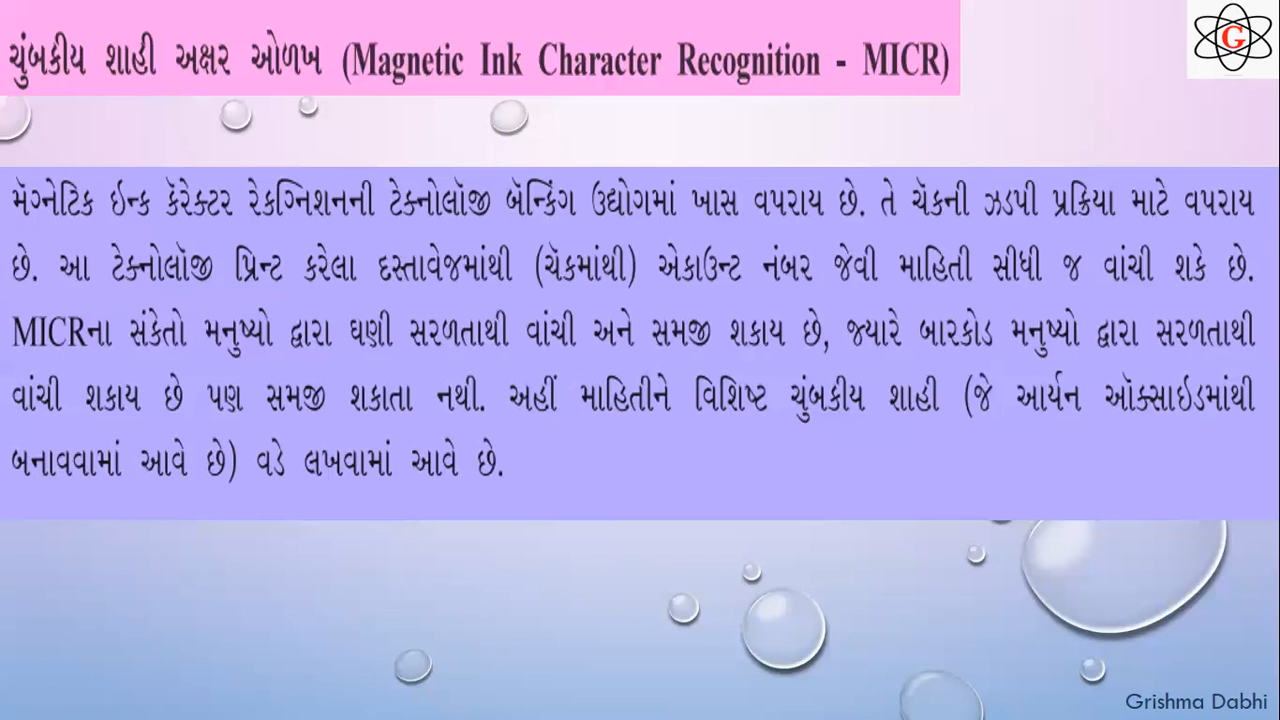 ચુંબકીય શાહી અક્ષર ઓળખ (Magnetic Ink Character Recognition - MICR)
G
મૅગ્નેટિક ઇન્ક કૅરેક્ટર રેકગ્નિશનની ટેક્નોલૉજી બૅન્કિંગ ઉદ્યોગમાં ખાસ વપરાય છે. તે ચૅકની ઝડપી પ્રક્રિયા માટે વપરાય
છે. આ ટેક્નોલૉજી પ્રિન્ટ કરેલા દસ્તાવેજમાંથી (ચૅકમાંથી) એકાઉન્ટ નંબર જેવી માહિતી સીધી જ વાંચી શકે છે.
MICRના સંકેતો મનુષ્યો દ્વારા ઘણી સરળતાથી વાંચી અને સમજી શકાય છે, જ્યારે બારકોડ મનુષ્યો દ્વારા સરળતાથી
વાંચી શકાય છે પણ સમજી શકાતા નથી. અહીં માહિતીને વિશિષ્ટ ચુંબકીય શાહી (જે આર્યન ઑક્સાઇડમાંથી
બનાવવામાં આવે છે) વડે લખવામાં આવે છે.
Grishma Dabhi